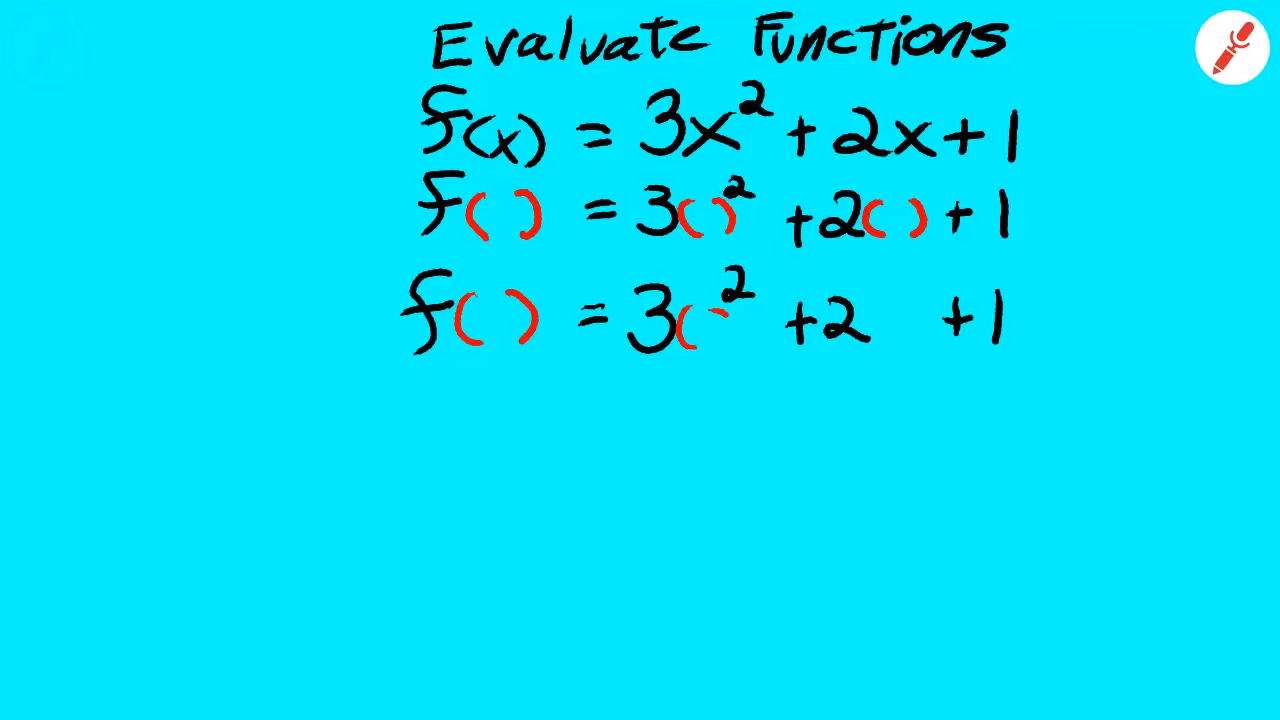 Evaluate Functions
f(x) = 3x² + 2x + 1
f( ) = 3( )² + 2( ) + 1
f( ) = 3( ² + 2 + 1